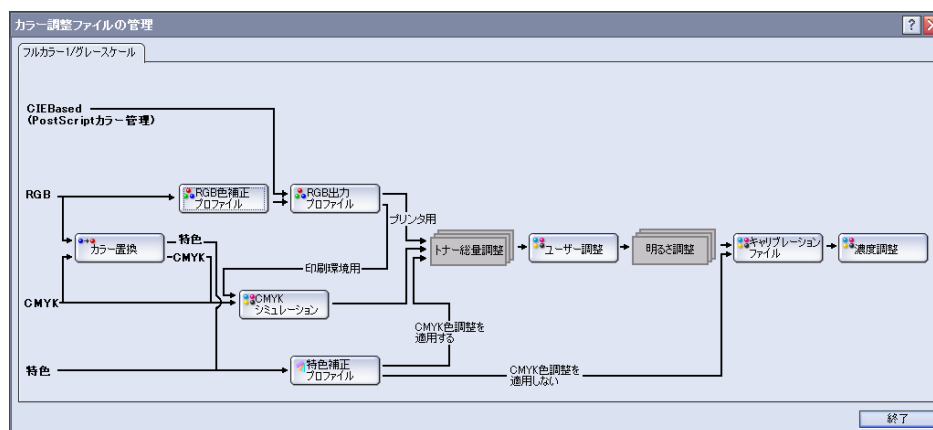 カラー調整ファイルの管理
?
フルカラー1/グレースケール
CIEBased
(PostScriptカラー管理)
RGB
RGB色補正
プロファイル
RGB出力
プロファイル
プリンタ用
カラー置換
特色
CMYK
トナー総量調整
ユーザー調整
明るさ調整
キャリブレーション
ファイル
濃度調整
印刷環境用
CMYK
CMYK
シミュレーション
CMYK色調整を
適用する
特色
特色補正
プロファイル
CMYK色調整を
適用しない
終了